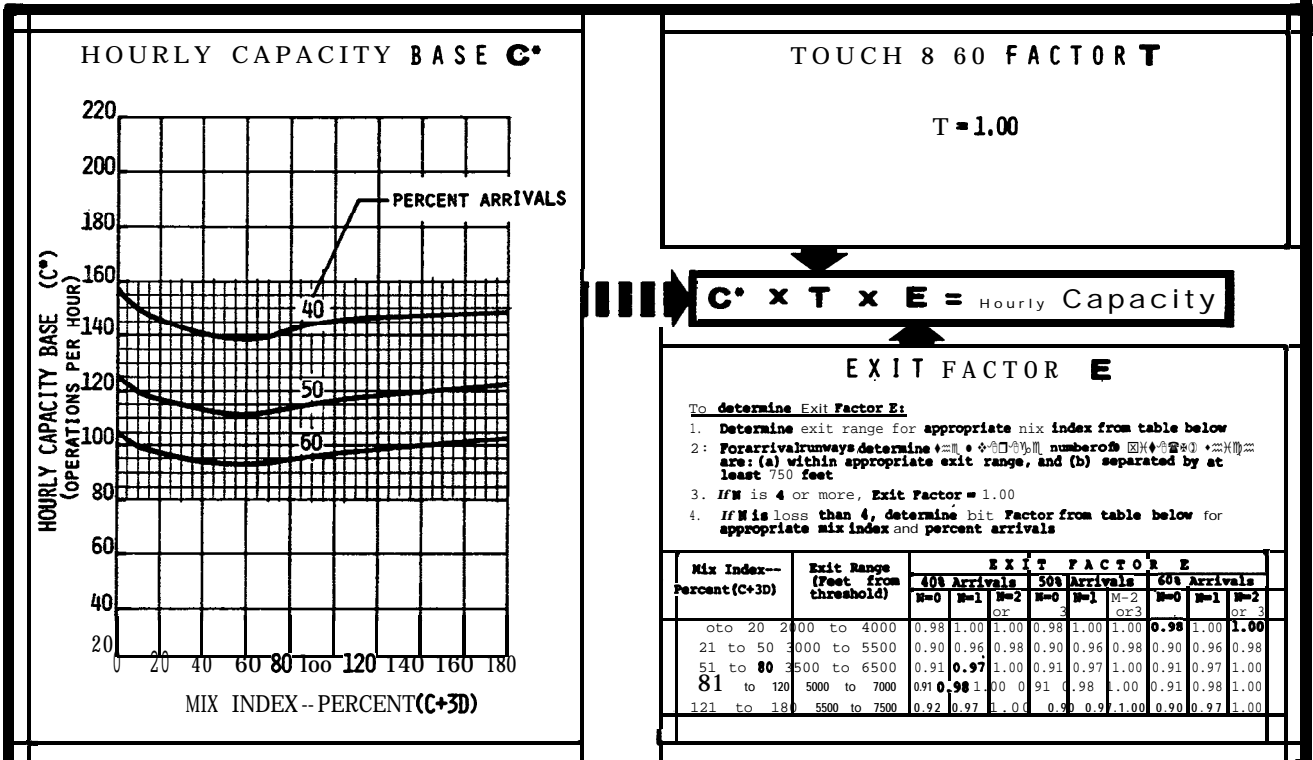 HOURLY CAPACITY BASE C*
220
200
180
160
140
120
100
80
60
40
20
HOURLY CAPACITY BASE (C*)
(OPERATIONS PER HOUR)
PERCENT ARRIVALS
40
50
60
0 20 40 60 80 100 120 140 160 180
MIX INDEX--PERCENT(C+3D)
TOUCH 8 60 FACTOR T
T = 1.00
C* X T X E = Hourly Capacity
EXIT FACTOR E
To determine Exit Factor E:
1. Determine exit range for appropriate nix index from table below
2: For arrival runways, determine number of
are: (a) within appropriate exit range, and (b) separated by at
least 750 feet
3. If N is 4 or more, Exit Factor = 1.00
4. If N is loss than 4, determine bit Factor from table below for
appropriate mix index and percent arrivals
Mix Index--
Percent(C+3D)
Exit Range
(Feet from
threshold)
EXIT FACTOR E
40% Arrivals 50% Arrivals 60% Arrivals
N=0 N=1 N=2 N=0 N=1 M-2 N=0 N=1 N=2
or 3 or3 or 3
oto 20 2000 to 4000 0.98 1.00 1.00 0.98 1.00 1.00 0.98 1.00 1.00
21 to 50 3000 to 5500 0.90 0.96 0.98 0.90 0.96 0.98 0.90 0.96 0.98
51 to 80 3500 to 6500 0.91 0.97 1.00 0.91 0.97 1.00 0.91 0.97 1.00
81 to 120 5000 to 7000 0.91 0.98 1.00 0.91 0.98 1.00 0.91 0.98 1.00
121 to 180 5500 to 7500 0.92 0.97 1.00 0.90 0.97 1.00 0.90 0.97 1.00